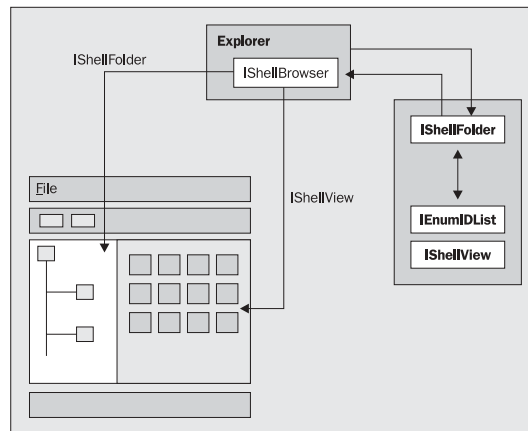 Explorer
IShellFolder
IShellBrowser
IShellFolder
File
IShellView
IEnumIDList
IShellView